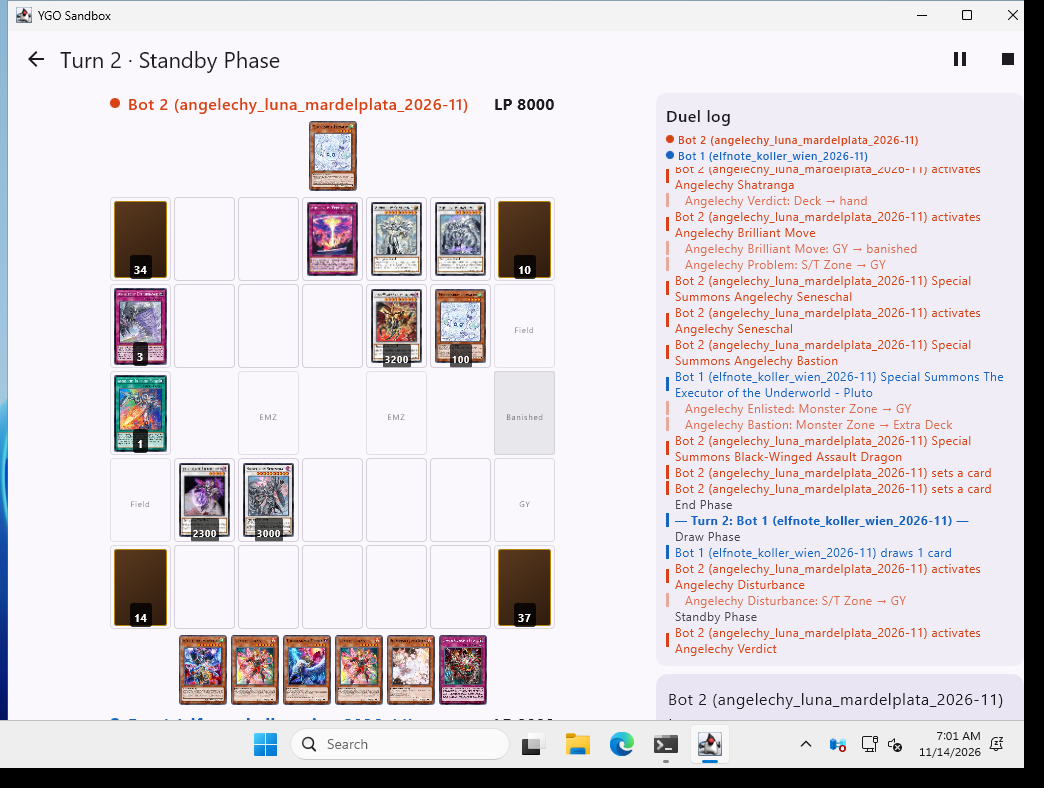 YGO Sandbox
Turn 2 · Standby Phase
Bot 2 (angelechy_luna_mardelplata_2026-11)
LP 8000
34
10
3
3200
100
Field
1
EMZ
EMZ
Banished
Field
2300
3000
GY
14
37
Duel log
Bot 2 (angelechy_luna_mardelplata_2026-11)
Bot 1 (elfnote_koller_wien_2026-11)
Bot 2 (angelechy_luna_mardelplata_2026-11) activates
Angelechy Shatranga
Angelechy Verdict: Deck → hand
Bot 2 (angelechy_luna_mardelplata_2026-11) activates
Angelechy Brilliant Move
Angelechy Brilliant Move: GY → banished
Angelechy Problem: S/T Zone → GY
Bot 2 (angelechy_luna_mardelplata_2026-11) Special
Summons Angelechy Seneschal
Bot 2 (angelechy_luna_mardelplata_2026-11) activates
Angelechy Seneschal
Bot 2 (angelechy_luna_mardelplata_2026-11) Special
Summons Angelechy Bastion
Bot 1 (elfnote_koller_wien_2026-11) Special Summons The
Executor of the Underworld - Pluto
Angelechy Enlisted: Monster Zone → GY
Angelechy Bastion: Monster Zone → Extra Deck
Bot 2 (angelechy_luna_mardelplata_2026-11) Special
Summons Black-Winged Assault Dragon
Bot 2 (angelechy_luna_mardelplata_2026-11) sets a card
Bot 2 (angelechy_luna_mardelplata_2026-11) sets a card
End Phase
— Turn 2: Bot 1 (elfnote_koller_wien_2026-11) —
Draw Phase
Bot 1 (elfnote_koller_wien_2026-11) draws 1 card
Bot 2 (angelechy_luna_mardelplata_2026-11) activates
Angelechy Disturbance
Angelechy Disturbance: S/T Zone → GY
Standby Phase
Bot 2 (angelechy_luna_mardelplata_2026-11) activates
Angelechy Verdict
Bot 2 (angelechy_luna_mardelplata_2026-11)
Search
7:01 AM
11/14/2026